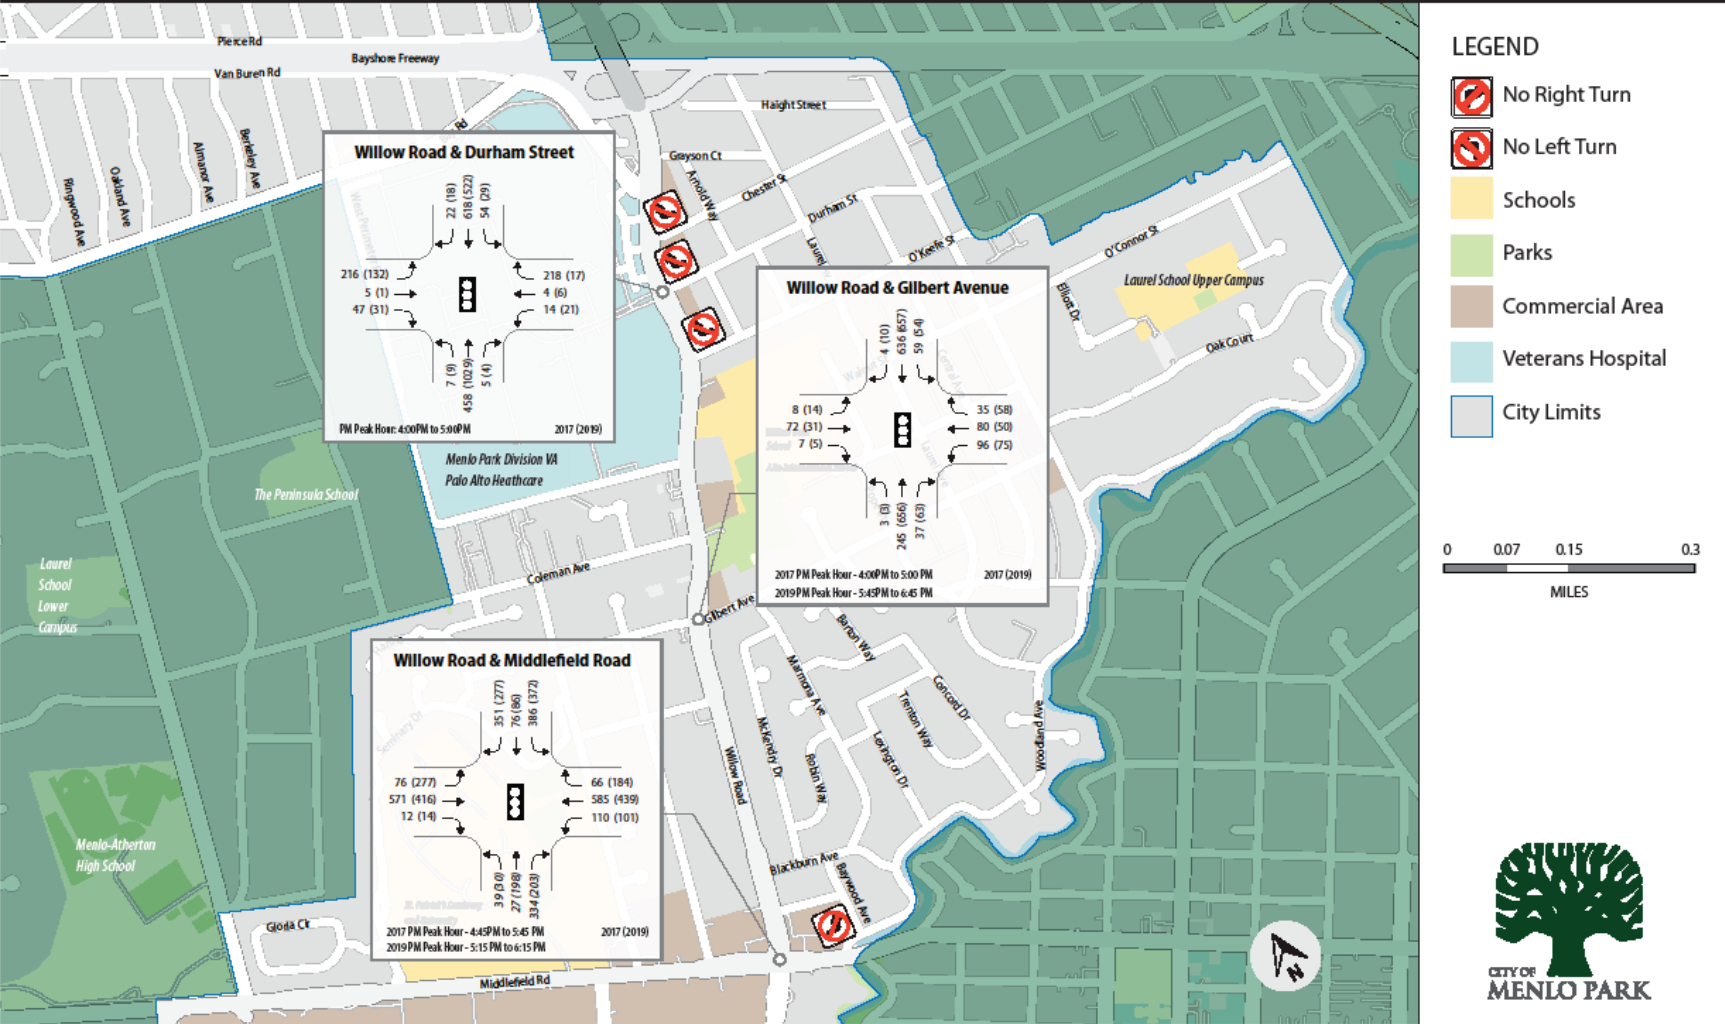 Pierce Rd
Bayshore Freeway
Van Buren Rd
Haight Street
Ringwood Ave
Oakland Ave
Almanor Ave
Berkeley Ave
Rd
Grayson Ct
Arnold Way
Chester St
Durham St
Laurel
O'Keefe St
O'Connor St
Elliott Dr
Laurel School Upper Campus
Oak Court
Willow Road & Durham Street
22 (18)
618 (522)
54 (29)
216 (132)
5 (1)
47 (31)
218 (17)
4 (6)
14 (21)
7 (9)
458 (1029)
5 (4)
PM Peak Hour: 4:00PM to 5:00PM
2017 (2019)
Willow Road & Gilbert Avenue
4 (10)
636 (657)
59 (54)
8 (14)
72 (31)
7 (5)
35 (58)
80 (50)
96 (75)
3 (3)
245 (656)
37 (63)
2017 PM Peak Hour - 4:00PM to 5:00 PM
2017 (2019)
2019 PM Peak Hour - 5:45PM to 6:45 PM
Menlo Park Division VA
Palo Alto Heathcare
The Peninsula School
Laurel
School
Lower
Campus
Coleman Ave
Gilbert Ave
Willow Road & Middlefield Road
351 (277)
76 (86)
386 (372)
76 (277)
571 (416)
12 (14)
66 (184)
585 (439)
110 (101)
39 (30)
27 (198)
334 (203)
2017 PM Peak Hour - 4:45PM to 5:45 PM
2017 (2019)
2019 PM Peak Hour - 5:15 PM to 6:15 PM
Seminary Dr
Barton Way
Marmona Ave
Concord Dr
Trenton Way
Lexington Dr
McKendry Dr
Robin Way
Willow Road
Woodland Ave
Blackburn Ave
Baywood Ave
Menlo-Atherton
High School
Gloria Cir
Middlefield Rd
N
LEGEND
No Right Turn
No Left Turn
Schools
Parks
Commercial Area
Veterans Hospital
City Limits
0 0.07 0.15 0.3
MILES
CITY OF
MENLO PARK